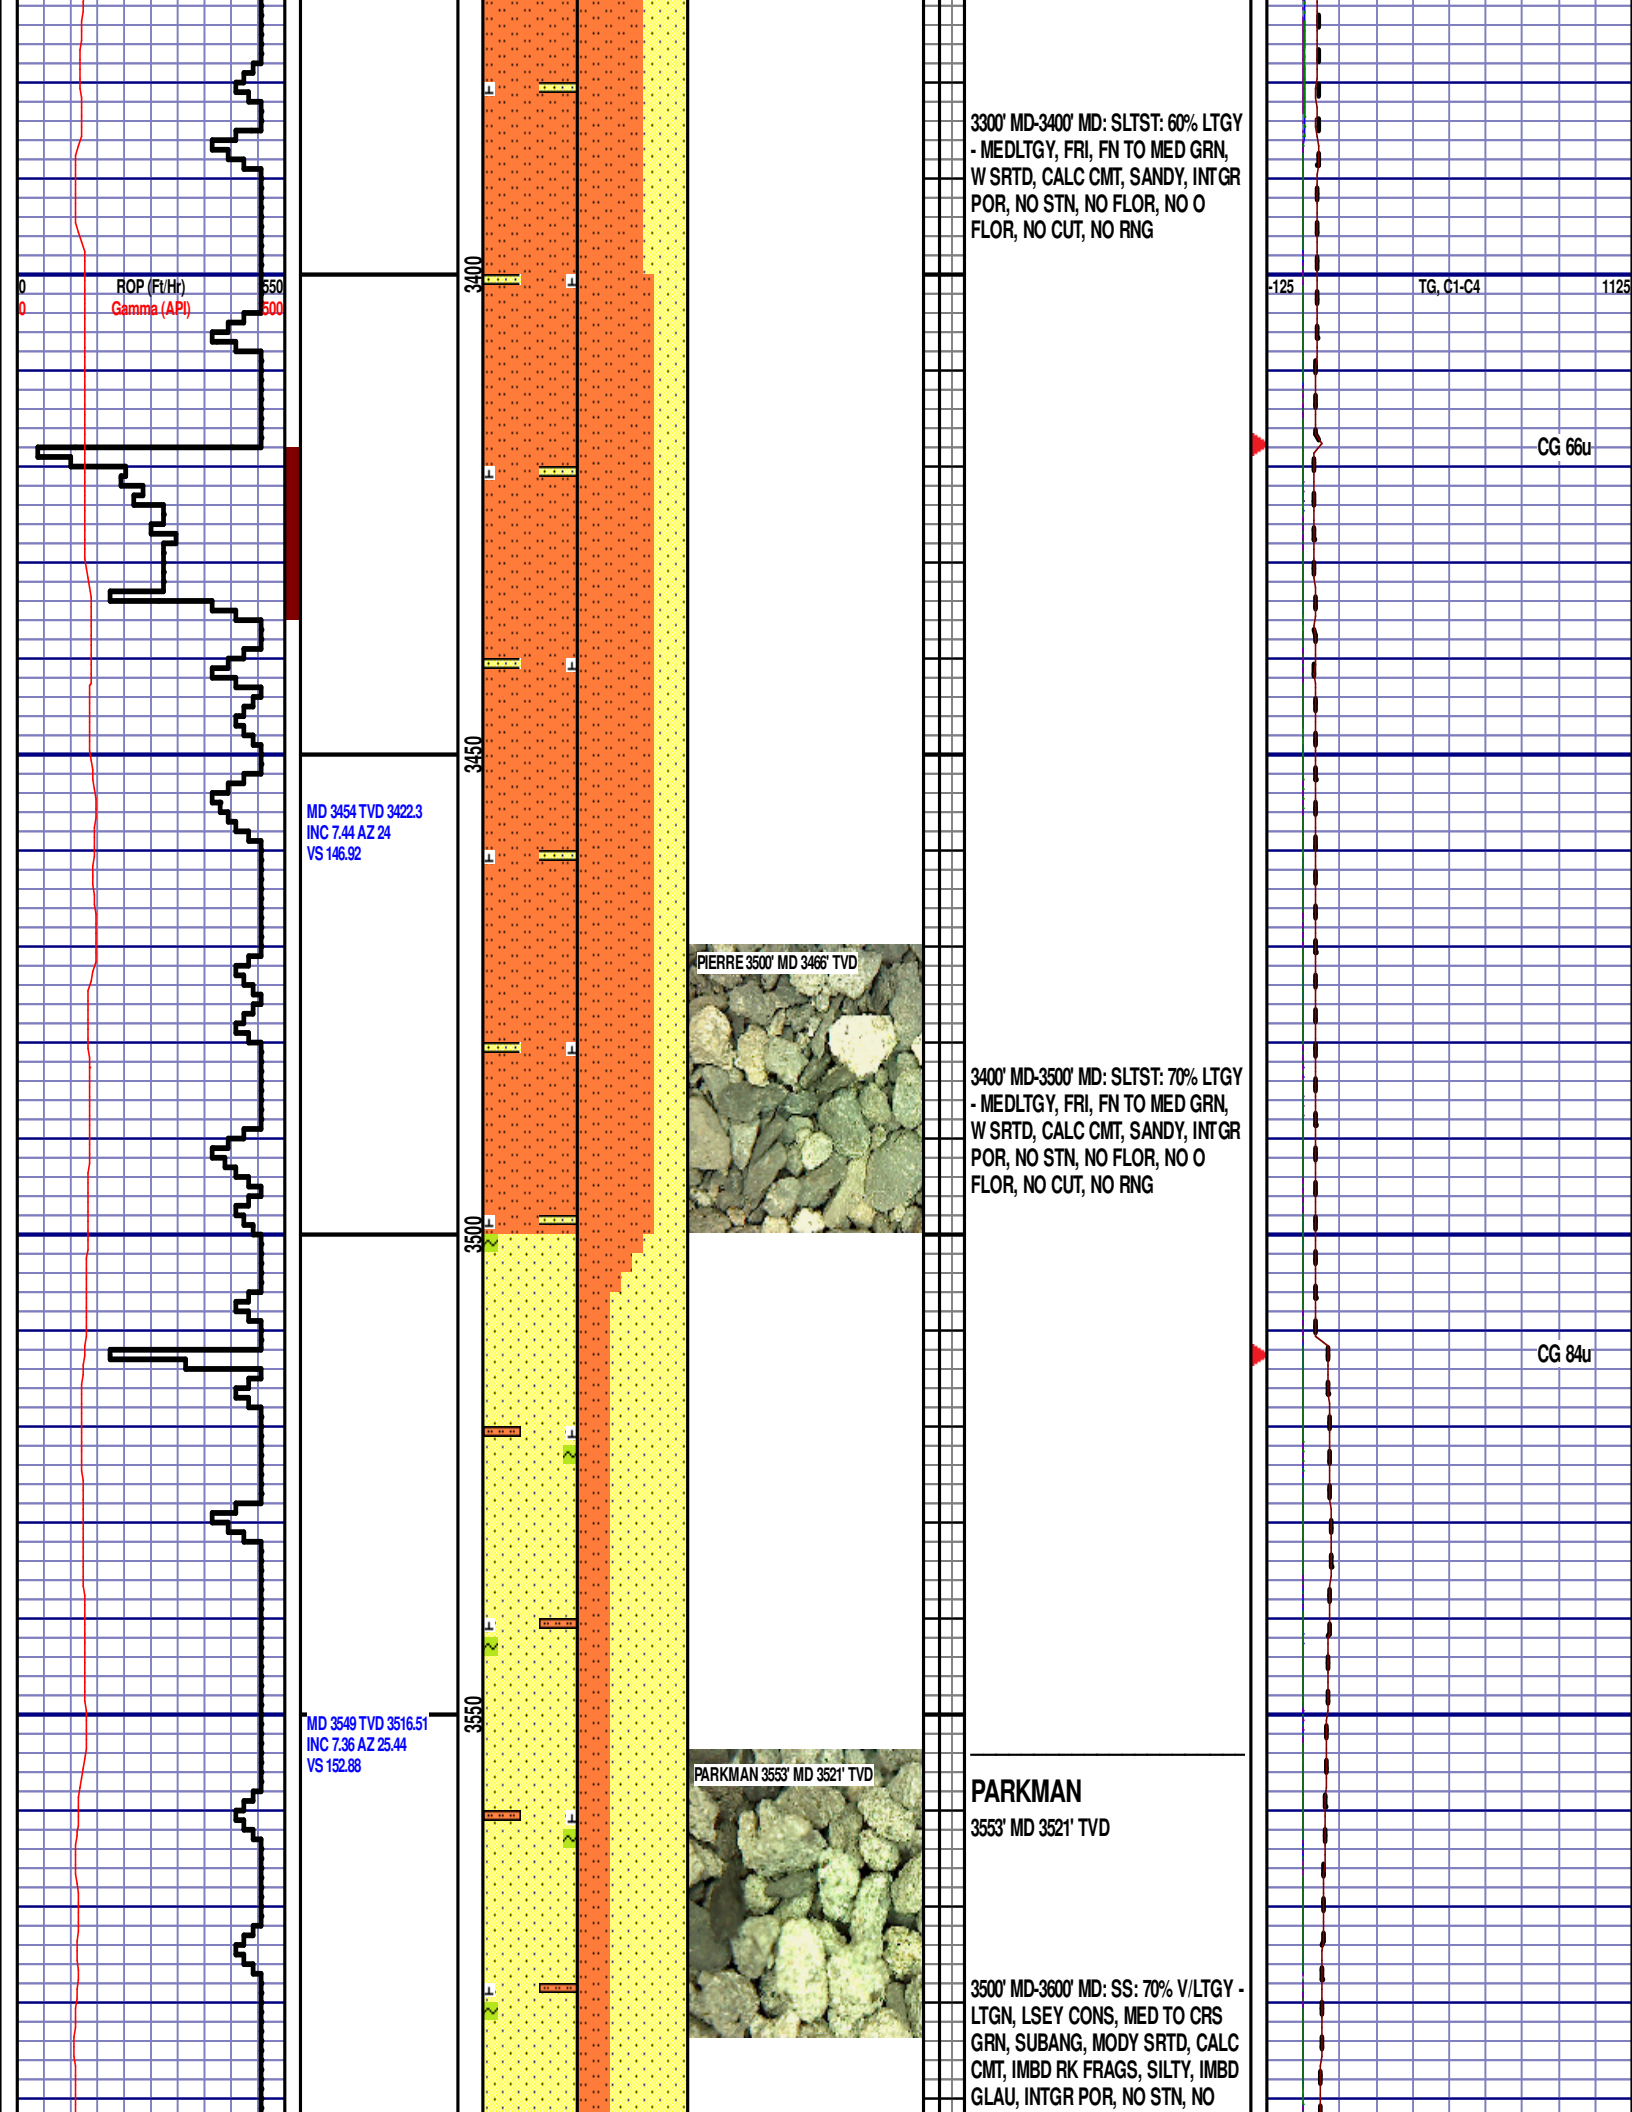 3300' MD-3400' MD: SLTST: 60% LTGY
- MEDLTGY, FRI, FN TO MED GRN,
W SRTD, CALC CMT, SANDY, INTGR
POR, NO STN, NO FLOR, NO O
FLOR, NO CUT, NO RNG
0 ROP (Ft/Hr) 550
0 Gamma (API) 500
3400
-125 TG, C1-C4 1125
CG 66u
3450
MD 3454 TVD 3422.3
INC 7.44 AZ 24
VS 146.92
PIERRE 3500' MD 3466' TVD
3400' MD-3500' MD: SLTST: 70% LTGY
- MEDLTGY, FRI, FN TO MED GRN,
W SRTD, CALC CMT, SANDY, INTGR
POR, NO STN, NO FLOR, NO O
FLOR, NO CUT, NO RNG
3500
CG 84u
3550
MD 3549 TVD 3516.51
INC 7.36 AZ 25.44
VS 152.88
PARKMAN 3553' MD 3521' TVD
PARKMAN
3553' MD 3521' TVD
3500' MD-3600' MD: SS: 70% V/LTGY -
LTGN, LSEY CONS, MED TO CRS
GRN, SUBANG, MODY SRTD, CALC
CMT, IMBD RK FRAGS, SILTY, IMBD
GLAU, INTGR POR, NO STN, NO